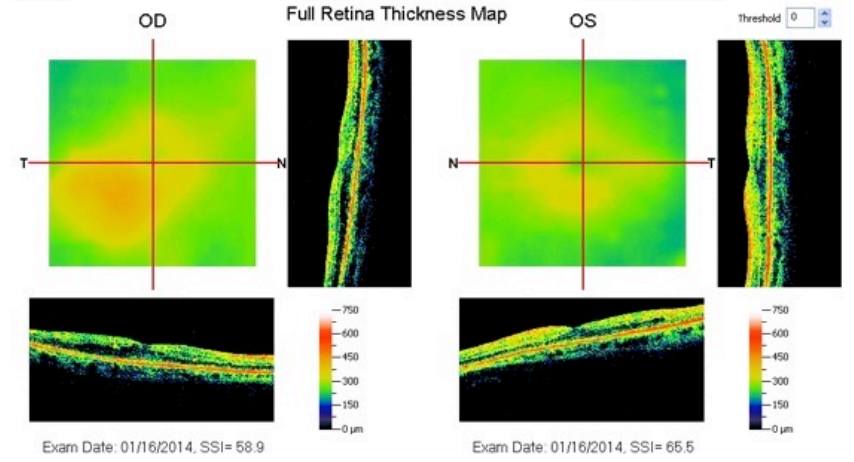 Full Retina Thickness Map
OD
OS
Threshold 0
T N
N T
750
600
450
300
150
0 µm
750
600
450
300
150
0 µm
Exam Date: 01/16/2014, SSI= 58.9
Exam Date: 01/16/2014, SSI= 65.5